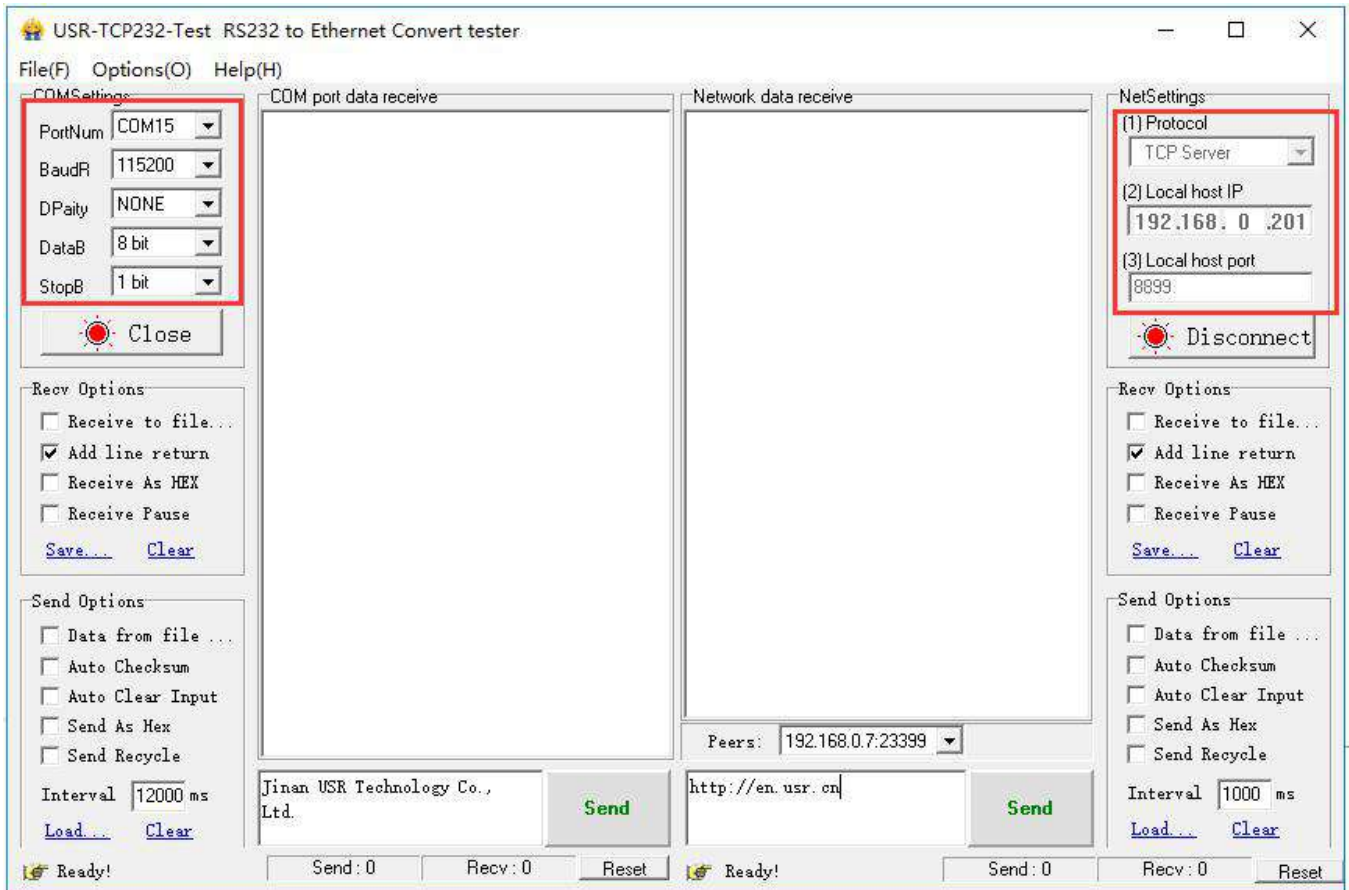 USR-TCP232-Test RS232 to Ethernet Convert tester
File(F) Options(O) Help(H)
COMSettings
PortNum COM15
BaudR 115200
DPaity NONE
DataB 8 bit
StopB 1 bit
Close
Recv Options
Receive to file...
Add line return
Receive As HEX
Receive Pause
Save... Clear
Send Options
Data from file ...
Auto Checksum
Auto Clear Input
Send As Hex
Send Recycle
Interval 12000 ms
Load... Clear
COM port data receive
Jinan USR Technology Co.,
Ltd.
Send
Network data receive
Peers: 192.168.0.7:23399
http://en.usr.cn
Send
NetSettings
(1) Protocol
TCP Server
(2) Local host IP
192.168. 0 .201
(3) Local host port
8899
Disconnect
Recv Options
Receive to file...
Add line return
Receive As HEX
Receive Pause
Save... Clear
Send Options
Data from file ...
Auto Checksum
Auto Clear Input
Send As Hex
Send Recycle
Interval 1000 ms
Load... Clear
Ready! Send : 0 Recv : 0 Reset
Ready! Send : 0 Recv : 0 Reset